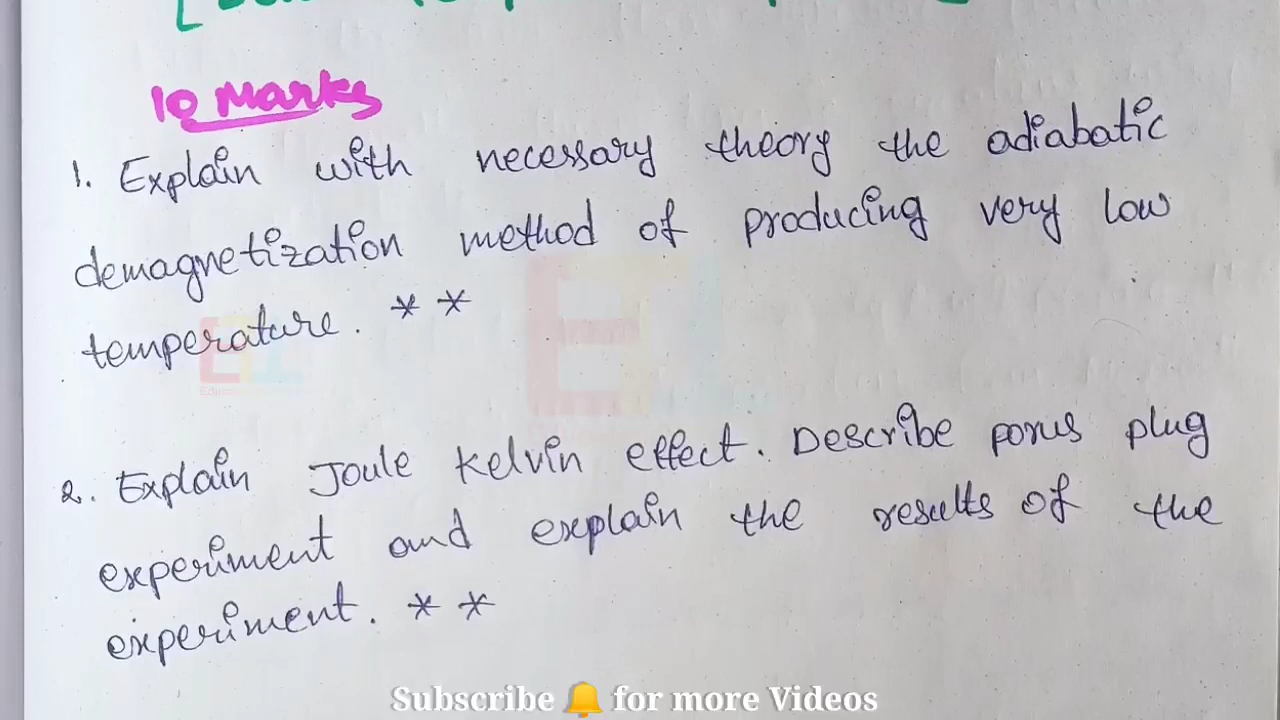 10 Marks
1. Explain with necessary theory the adiabatic
demagnetization method of producing very low
temperature. * *
2. Explain Joule Kelvin effect. Describe porus plug
experiment and explain the results of the
experiment. * *
Subscribe 🔔 for more Videos